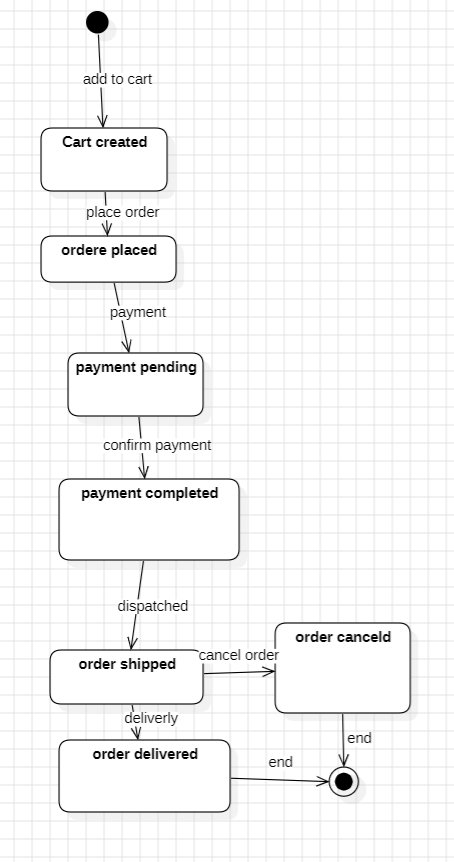 add to cart
Cart created
place order
ordere placed
payment
payment pending
confirm payment
payment completed
dispatched
cancel order
order canceld
order shipped
deliverly
end
order delivered
end